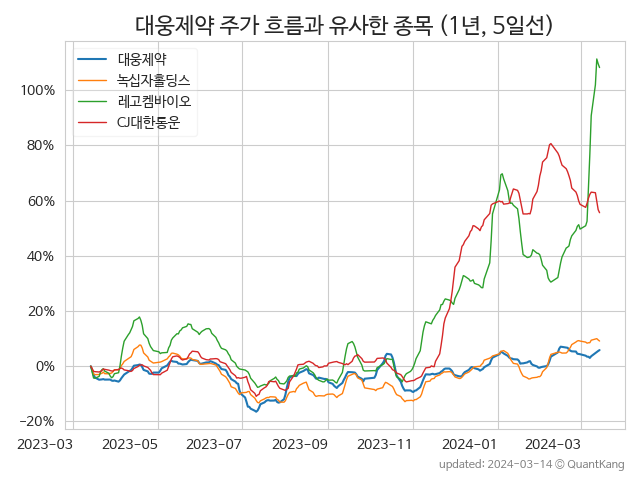 대웅제약 주가 흐름과 유사한 종목 (1년, 5일선)
대웅제약
녹십자홀딩스
레고켐바이오
CJ대한통운
100%
80%
60%
40%
20%
0%
−20%
2023-03 2023-05 2023-07 2023-09 2023-11 2024-01 2024-03
updated: 2024-03-14 © QuantKang